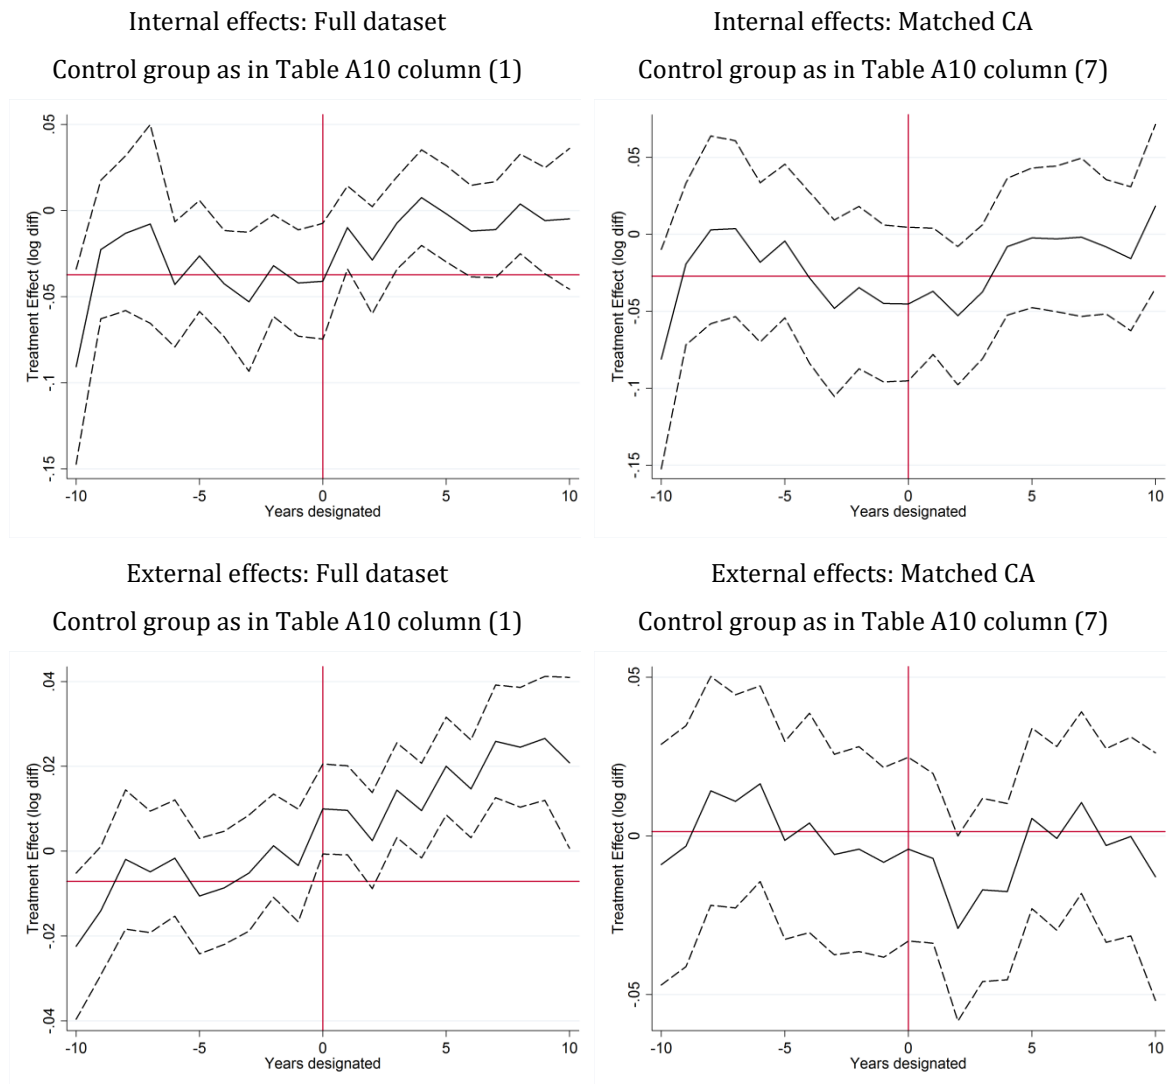 Internal effects: Full dataset
Control group as in Table A10 column (1)
Treatment Effect (log diff)
.05
0
-.05
-.1
-.15
-10
-5
0
5
10
Years designated
Internal effects: Matched CA
Control group as in Table A10 column (7)
Treatment Effect (log diff)
.05
0
-.05
-.1
-.15
-10
-5
0
5
10
Years designated
External effects: Full dataset
Control group as in Table A10 column (1)
Treatment Effect (log diff)
.04
.02
0
-.02
-.04
-10
-5
0
5
10
Years designated
External effects: Matched CA
Control group as in Table A10 column (7)
Treatment Effect (log diff)
.05
0
-.05
-10
-5
0
5
10
Years designated